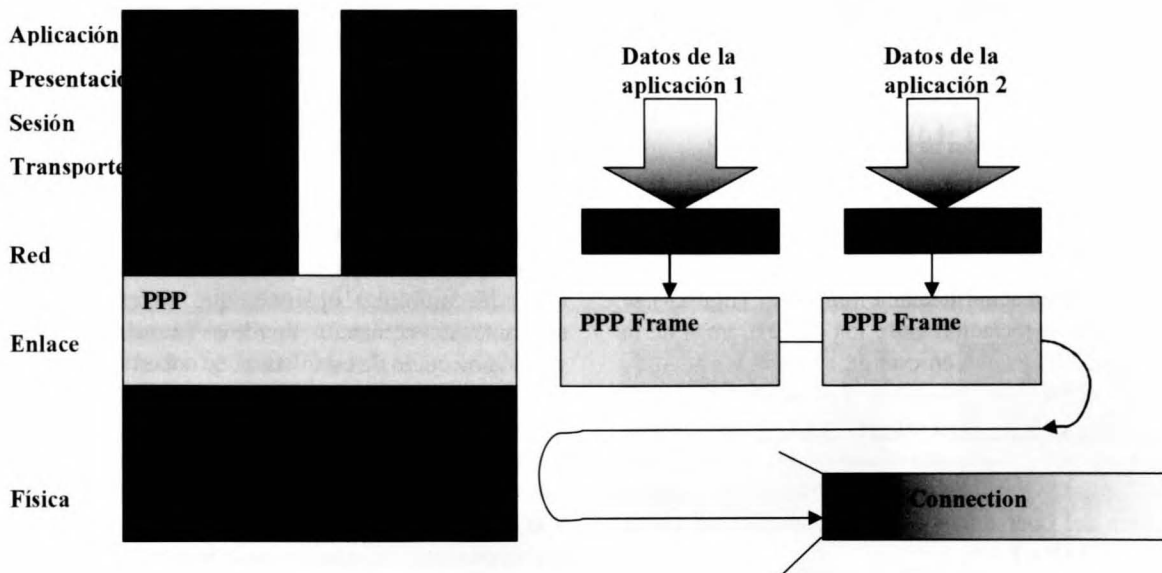 Aplicación
Presentació
Sesión
Transporte
Red
Enlace
Física
PPP
Datos de la
aplicación 1
Datos de la
aplicación 2
PPP Frame
PPP Frame
Connection